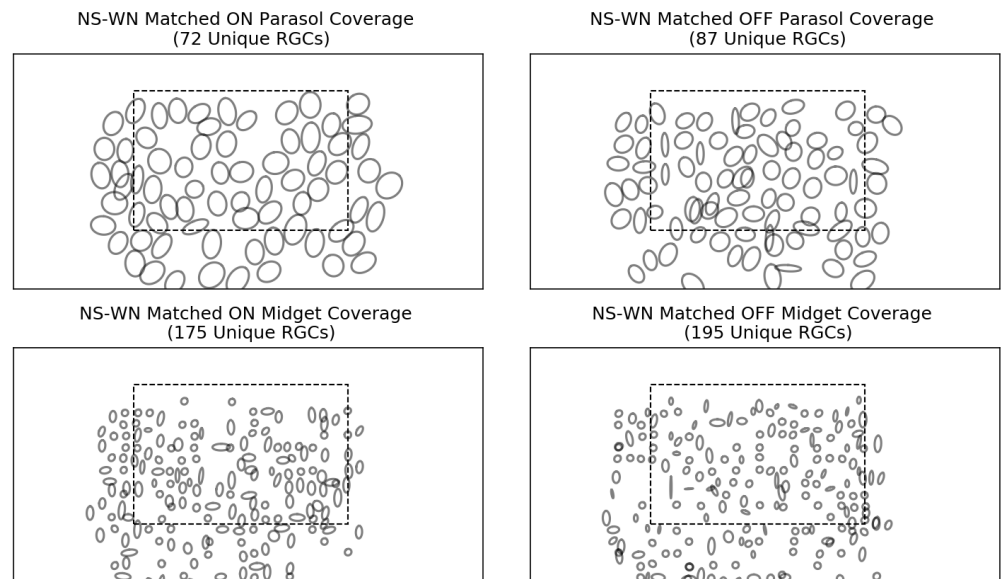 NS-WN Matched ON Parasol Coverage
(72 Unique RGCs)
NS-WN Matched OFF Parasol Coverage
(87 Unique RGCs)
NS-WN Matched ON Midget Coverage
(175 Unique RGCs)
NS-WN Matched OFF Midget Coverage
(195 Unique RGCs)